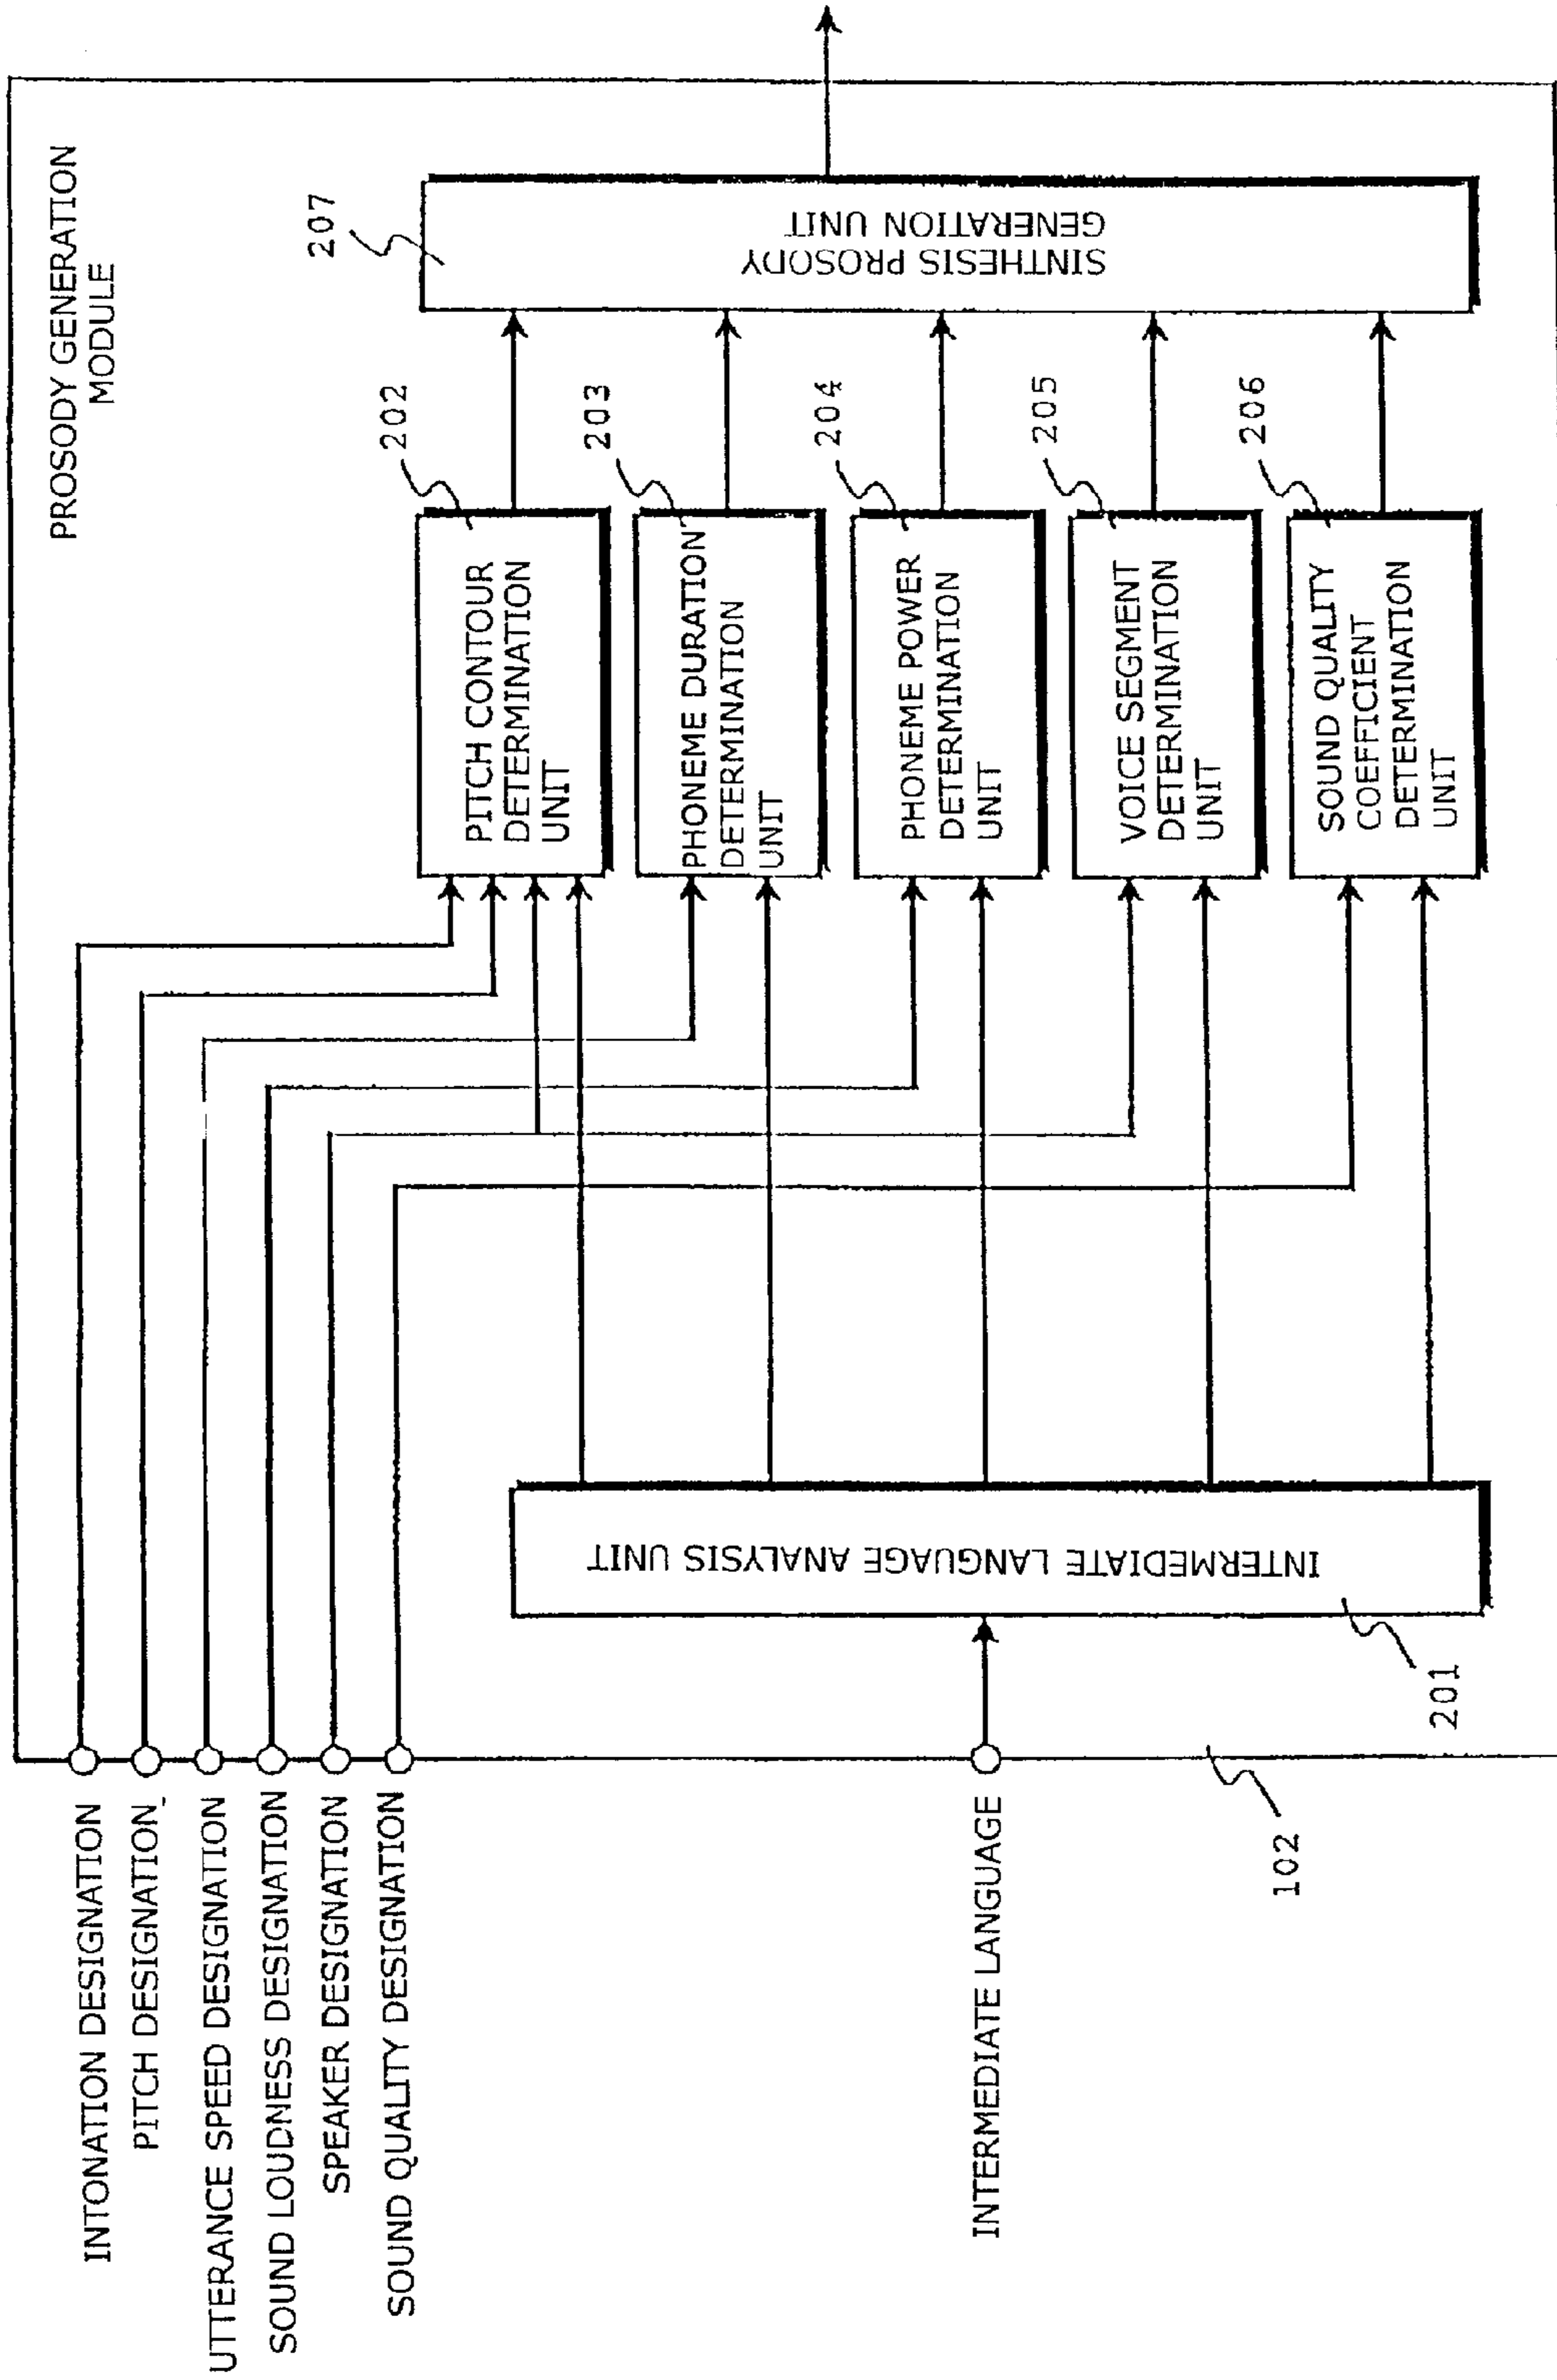 PROSODY GENERATION
MODULE
INTONATION DESIGNATION
PITCH DESIGNATION
UTTERANCE SPEED DESIGNATION
SOUND LOUDNESS DESIGNATION
SPEAKER DESIGNATION
SOUND QUALITY DESIGNATION
INTERMEDIATE LANGUAGE
102
201
INTERMEDIATE LANGUAGE ANALYSIS UNIT
202
PITCH CONTOUR
DETERMINATION
UNIT
203
PHONEME DURATION
DETERMINATION
UNIT
204
PHONEME POWER
DETERMINATION
UNIT
205
VOICE SEGMENT
DETERMINATION
UNIT
206
SOUND QUALITY
COEFFICIENT
DETERMINATION
UNIT
207
SINTHESIS PROSODY
GENERATION UNIT